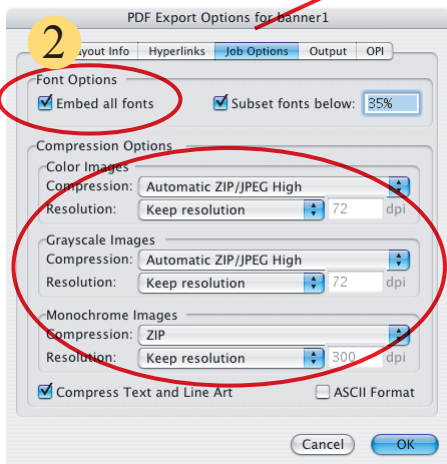 PDF Export Options for banner1
2
ayout Info Hyperlinks Job Options Output OPI
Font Options
Embed all fonts Subset fonts below: 35%
Compression Options
Color Images
Compression: Automatic ZIP/JPEG High
Resolution: Keep resolution 72 dpi
Grayscale Images
Compression: Automatic ZIP/JPEG High
Resolution: Keep resolution 72 dpi
Monochrome Images
Compression: ZIP
Resolution: Keep resolution 300 dpi
Compress Text and Line Art ASCII Format
Cancel OK